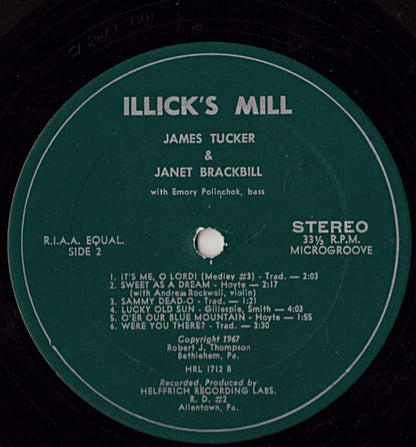 ILLICK'S MILL
JAMES TUCKER
&
JANET BRACKBILL
with Emory Polinchok, bass
R.I.A.A. EQUAL.
SIDE 2
STEREO
33⅓ R.P.M.
MICROGROOVE
1. IT'S ME, O LORD! (Medley #3) - Trad. — 2:03
2. SWEET AS A DREAM - Hoyte — 2:17
(with Andrea Rockwell, violin)
3. SAMMY DEAD-O - Trad. — 1:21
4. LUCKY OLD SUN - Gillespie, Smith — 4:03
5. O'ER OUR BLUE MOUNTAIN - Hoyte — 1:55
6. WERE YOU THERE? - Trad. — 3:30
Copyright 1967
Robert J. Thompson
Bethlehem, Pa.
HRL 1712 B
Recorded, Produced by
HELFFRICH RECORDING LABS.
R. D. #2
Allentown, Pa.